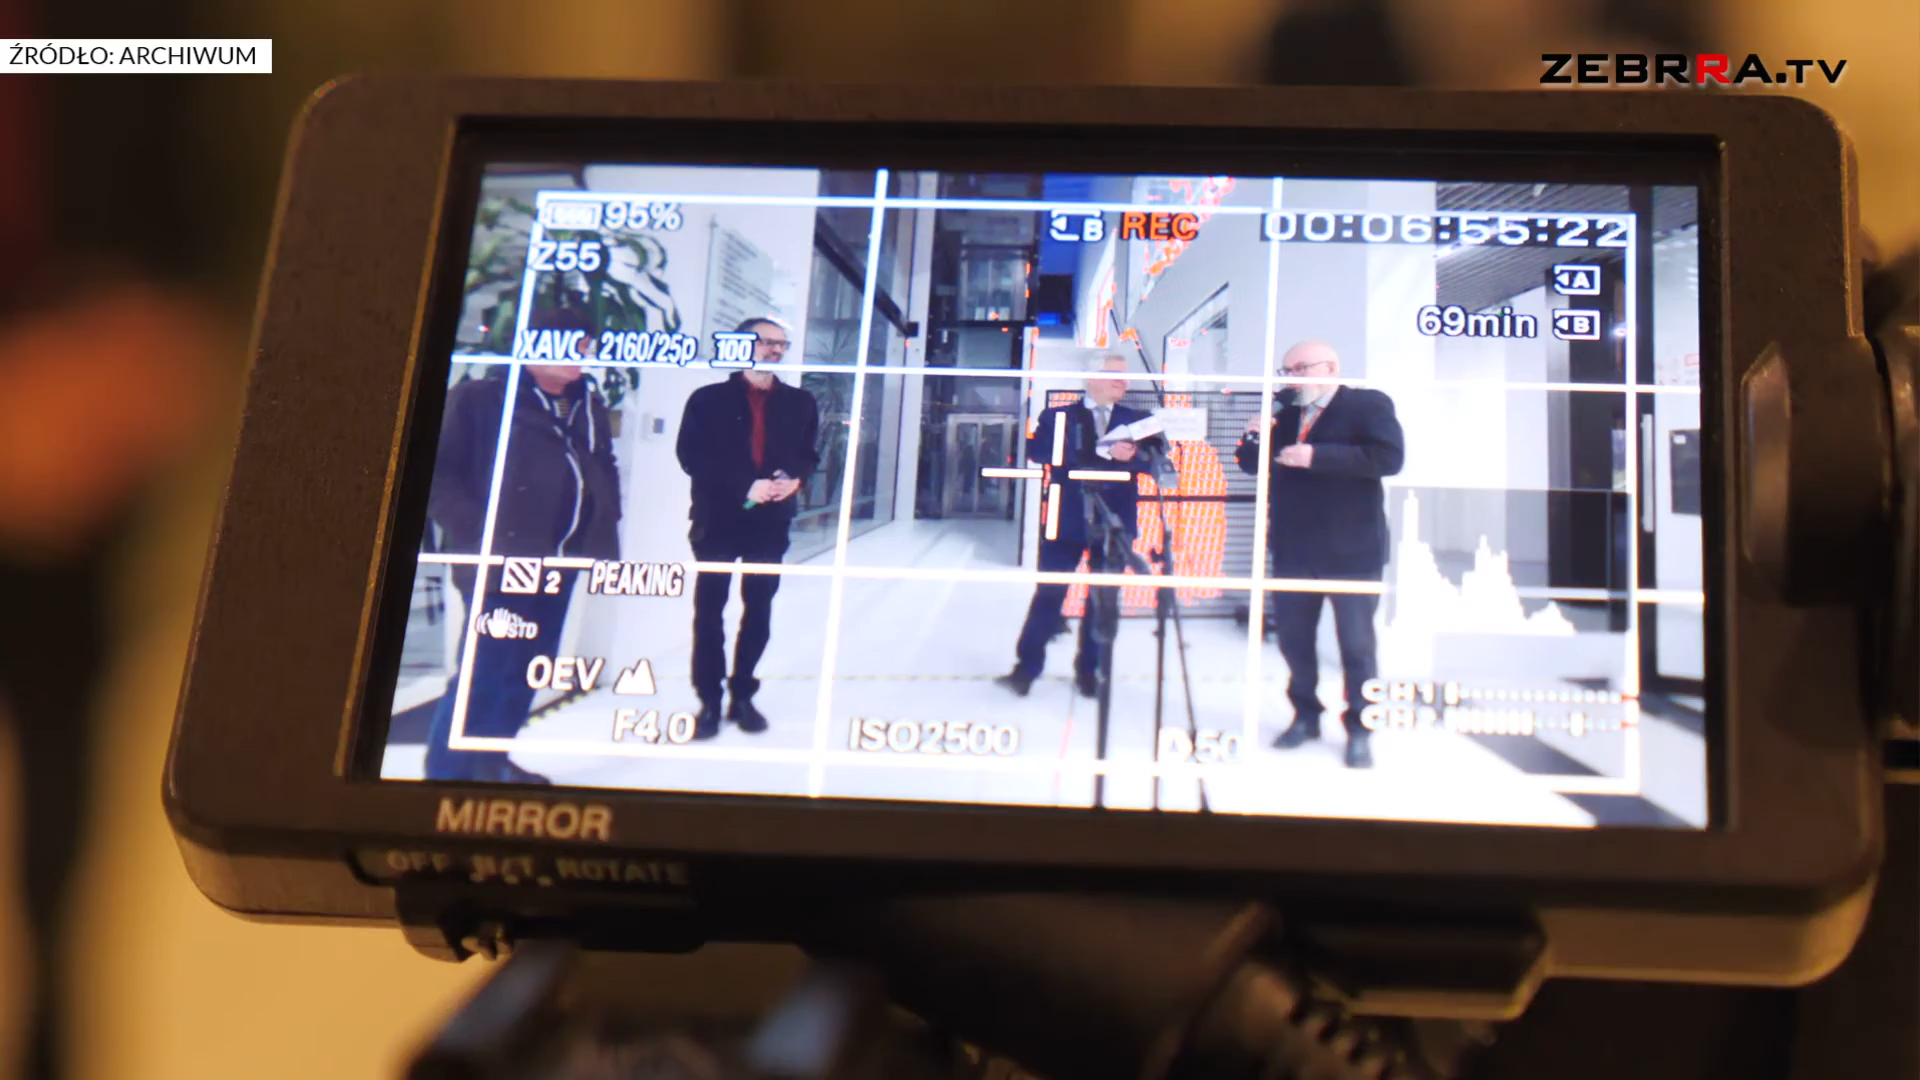 ŹRÓDŁO: ARCHIWUM
ZEBRRA.TV
95%
B REC 00:06:55:22
Z55
A
69min B
XAVC 2160/25p 100
2 PEAKING
STD
0EV
CH1
F4.0 ISO2500
CH2
MIRROR
OFF B/T ROTATE